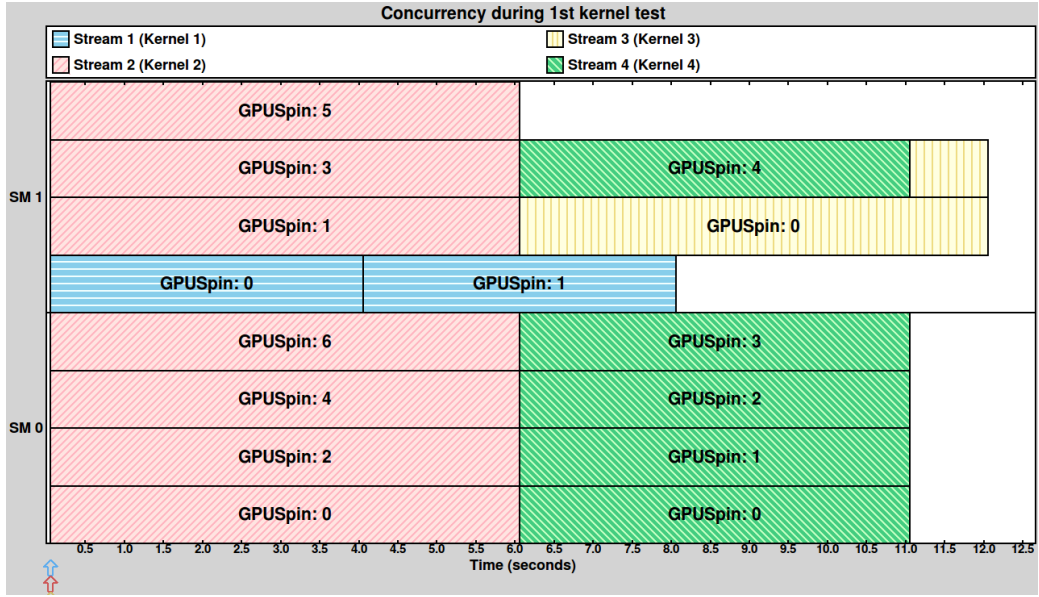 Concurrency during 1st kernel test
Stream 1 (Kernel 1)
Stream 3 (Kernel 3)
Stream 2 (Kernel 2)
Stream 4 (Kernel 4)
GPUSpin: 5
GPUSpin: 3
GPUSpin: 4
SM 1
GPUSpin: 1
GPUSpin: 0
GPUSpin: 0
GPUSpin: 1
GPUSpin: 6
GPUSpin: 3
GPUSpin: 4
GPUSpin: 2
SM 0
GPUSpin: 2
GPUSpin: 1
GPUSpin: 0
GPUSpin: 0
0.5 1.0 1.5 2.0 2.5 3.0 3.5 4.0 4.5 5.0 5.5 6.0 6.5 7.0 7.5 8.0 8.5 9.0 9.5 10.0 10.5 11.0 11.5 12.0 12.5
Time (seconds)